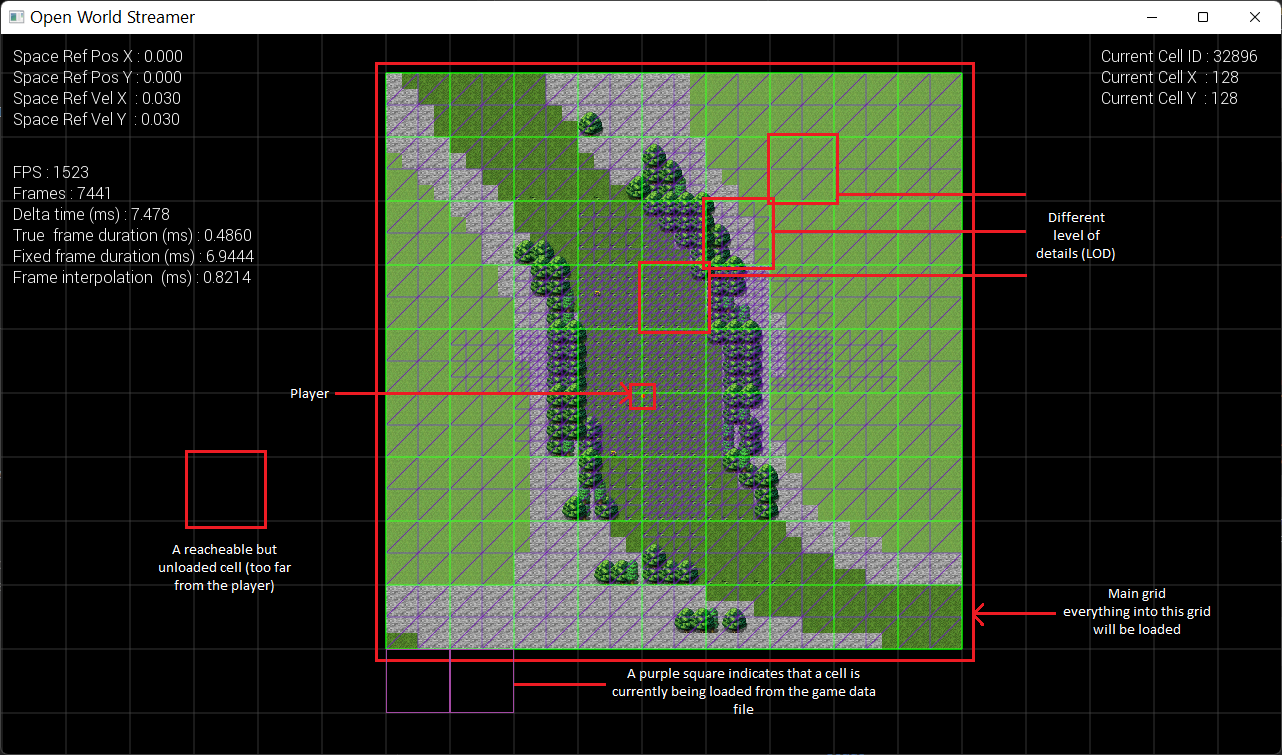 Open World Streamer
Space Ref Pos X : 0.000
Space Ref Pos Y : 0.000
Space Ref Vel X : 0.030
Space Ref Vel Y : 0.030
FPS : 1523
Frames : 7441
Delta time (ms) : 7.478
True frame duration (ms) : 0.4860
Fixed frame duration (ms) : 6.9444
Frame interpolation (ms) : 0.8214
Current Cell ID : 32896
Current Cell X : 128
Current Cell Y : 128
Different
level of
details (LOD)
Player
A reacheable but
unloaded cell (too far
from the player)
Main grid
everything into this grid
will be loaded
A purple square indicates that a cell is
currently being loaded from the game data
file